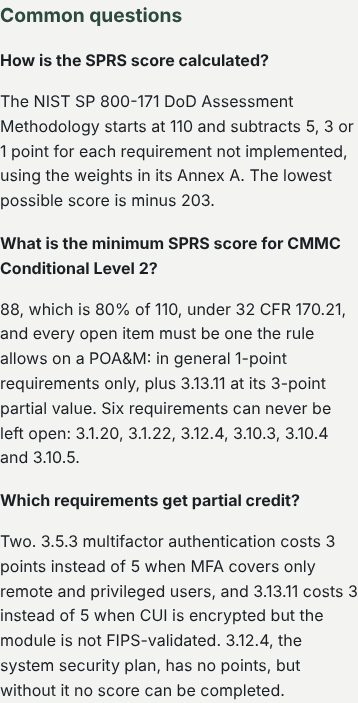 Common questions
How is the SPRS score calculated?
The NIST SP 800-171 DoD Assessment
Methodology starts at 110 and subtracts 5, 3 or
1 point for each requirement not implemented,
using the weights in its Annex A. The lowest
possible score is minus 203.
What is the minimum SPRS score for CMMC
Conditional Level 2?
88, which is 80% of 110, under 32 CFR 170.21,
and every open item must be one the rule
allows on a POA&M: in general 1-point
requirements only, plus 3.13.11 at its 3-point
partial value. Six requirements can never be
left open: 3.1.20, 3.1.22, 3.12.4, 3.10.3, 3.10.4
and 3.10.5.
Which requirements get partial credit?
Two. 3.5.3 multifactor authentication costs 3
points instead of 5 when MFA covers only
remote and privileged users, and 3.13.11 costs 3
instead of 5 when CUI is encrypted but the
module is not FIPS-validated. 3.12.4, the
system security plan, has no points, but
without it no score can be completed.